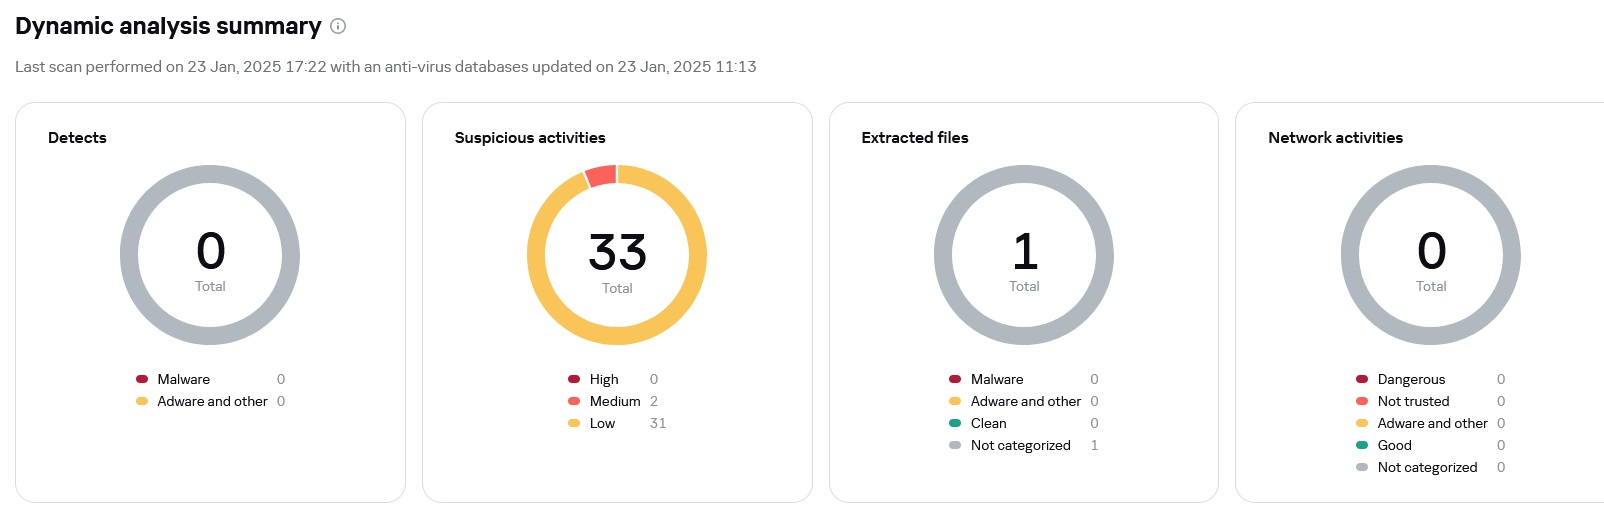 Dynamic analysis summary
Last scan performed on 23 Jan, 2025 17:22 with an anti-virus databases updated on 23 Jan, 2025 11:13
Detects
0
Total
Malware 0
Adware and other 0
Suspicious activities
33
Total
High 0
Medium 2
Low 31
Extracted files
1
Total
Malware 0
Adware and other 0
Clean 0
Not categorized 1
Network activities
0
Total
Dangerous 0
Not trusted 0
Adware and other 0
Good 0
Not categorized 0